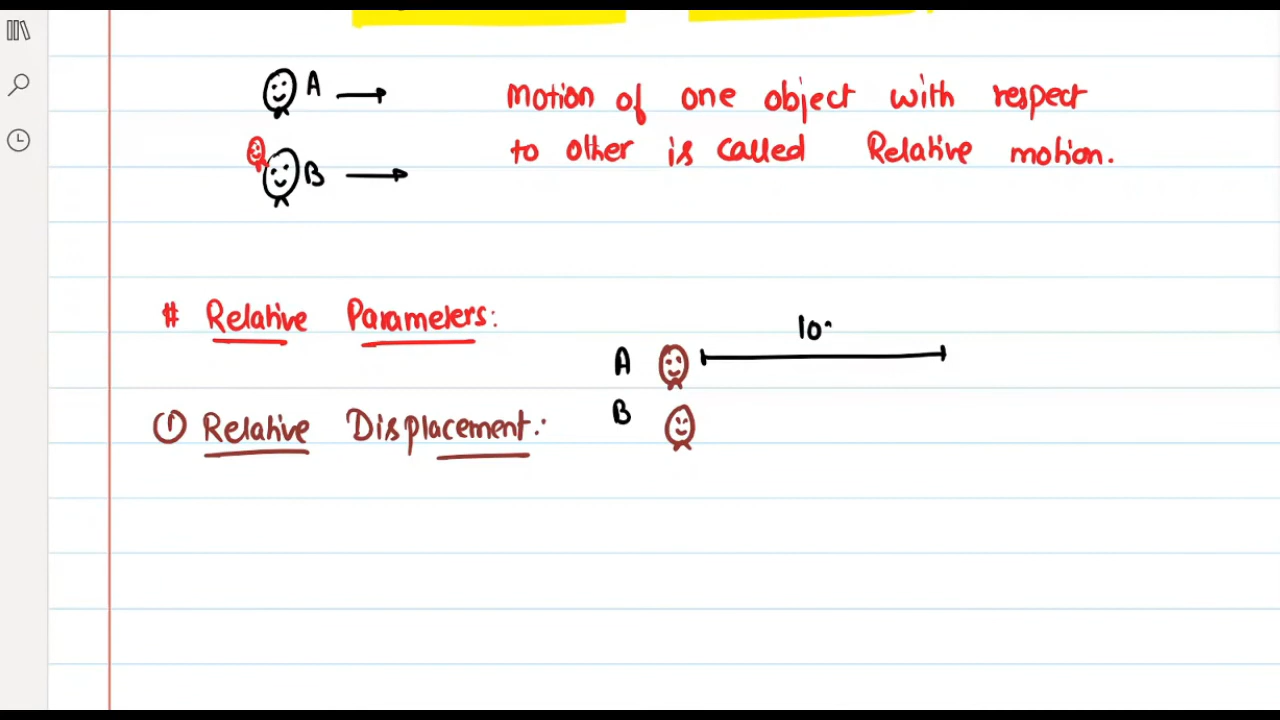 A
Motion of one object with respect
to other is called Relative motion.
B
# Relative Parameters:
10
A
① Relative Displacement:
B